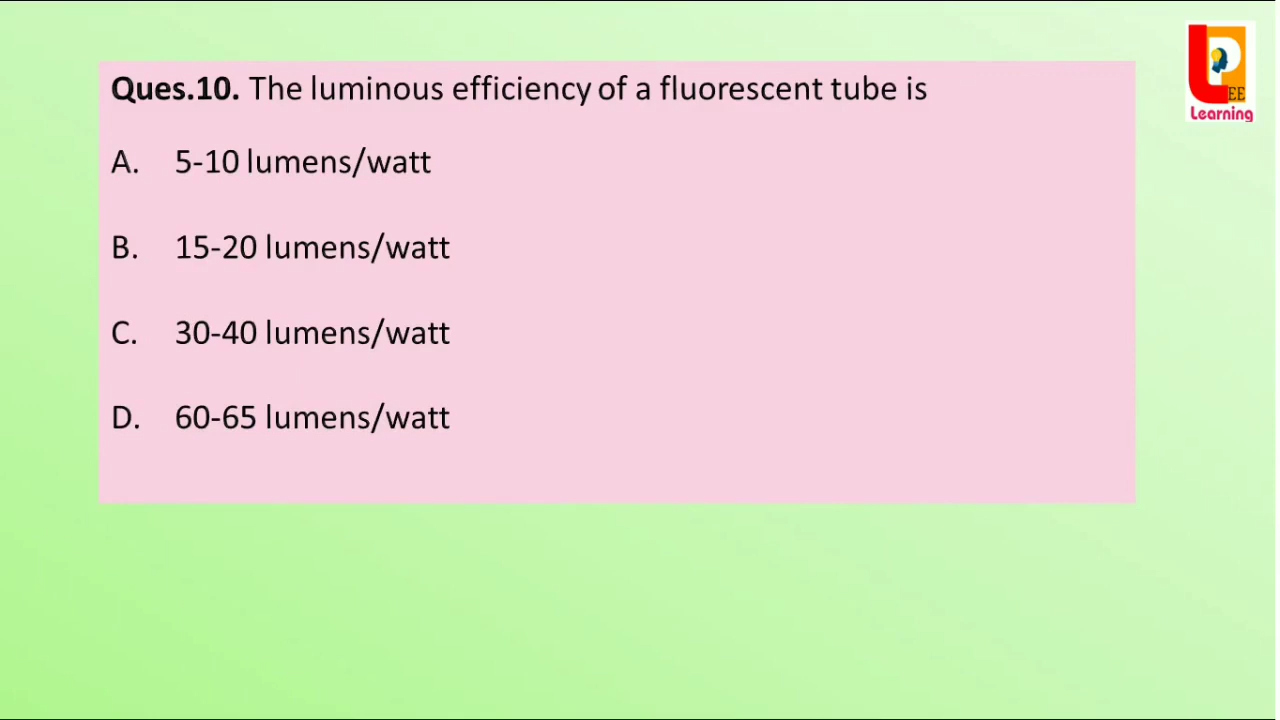 Ques.10. The luminous efficiency of a fluorescent tube is
A. 5-10 lumens/watt
B. 15-20 lumens/watt
C. 30-40 lumens/watt
D. 60-65 lumens/watt
LP
EE
Learning